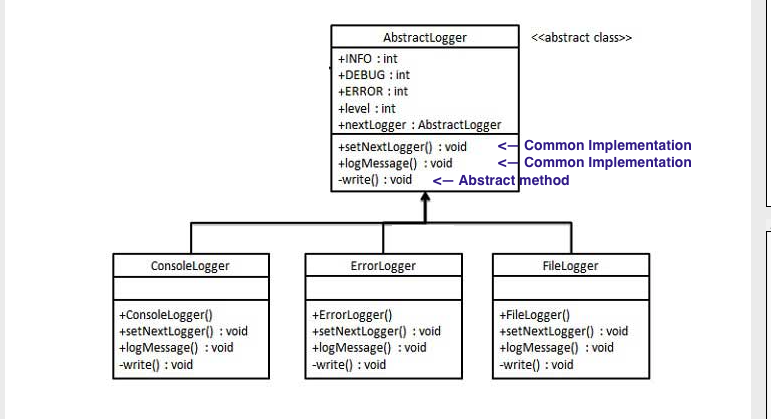 AbstractLogger
<<abstract class>>
+INFO : int
+DEBUG : int
+ERROR : int
+level : int
+nextLogger : AbstractLogger
+setNextLogger() : void <— Common Implementation
+logMessage() : void <— Common Implementation
-write() : void <— Abstract method
ConsoleLogger
+ConsoleLogger()
+setNextLogger() : void
+logMessage() : void
-write() : void
ErrorLogger
+ErrorLogger()
+setNextLogger() : void
+logMessage() : void
-write() : void
FileLogger
+FileLogger()
+setNextLogger() : void
+logMessage() : void
-write() : void